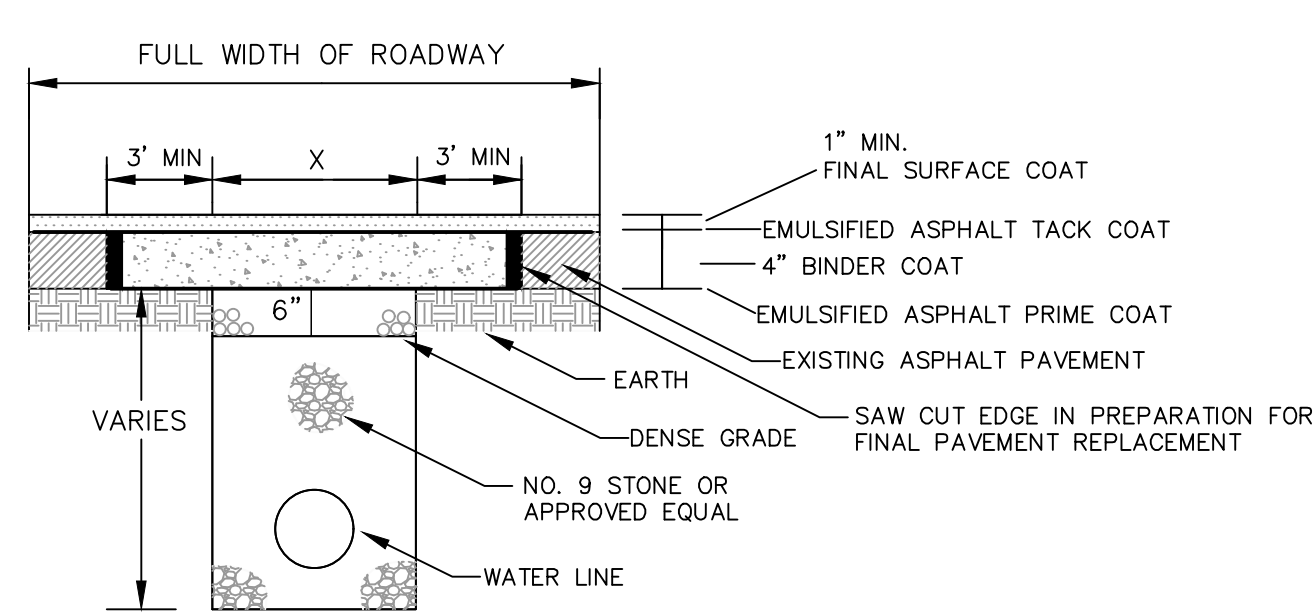 FULL WIDTH OF ROADWAY
3' MIN
X
3' MIN
1" MIN.
FINAL SURFACE COAT
EMULSIFIED ASPHALT TACK COAT
4" BINDER COAT
EMULSIFIED ASPHALT PRIME COAT
6"
EXISTING ASPHALT PAVEMENT
EARTH
VARIES
SAW CUT EDGE IN PREPARATION FOR
FINAL PAVEMENT REPLACEMENT
DENSE GRADE
NO. 9 STONE OR
APPROVED EQUAL
WATER LINE